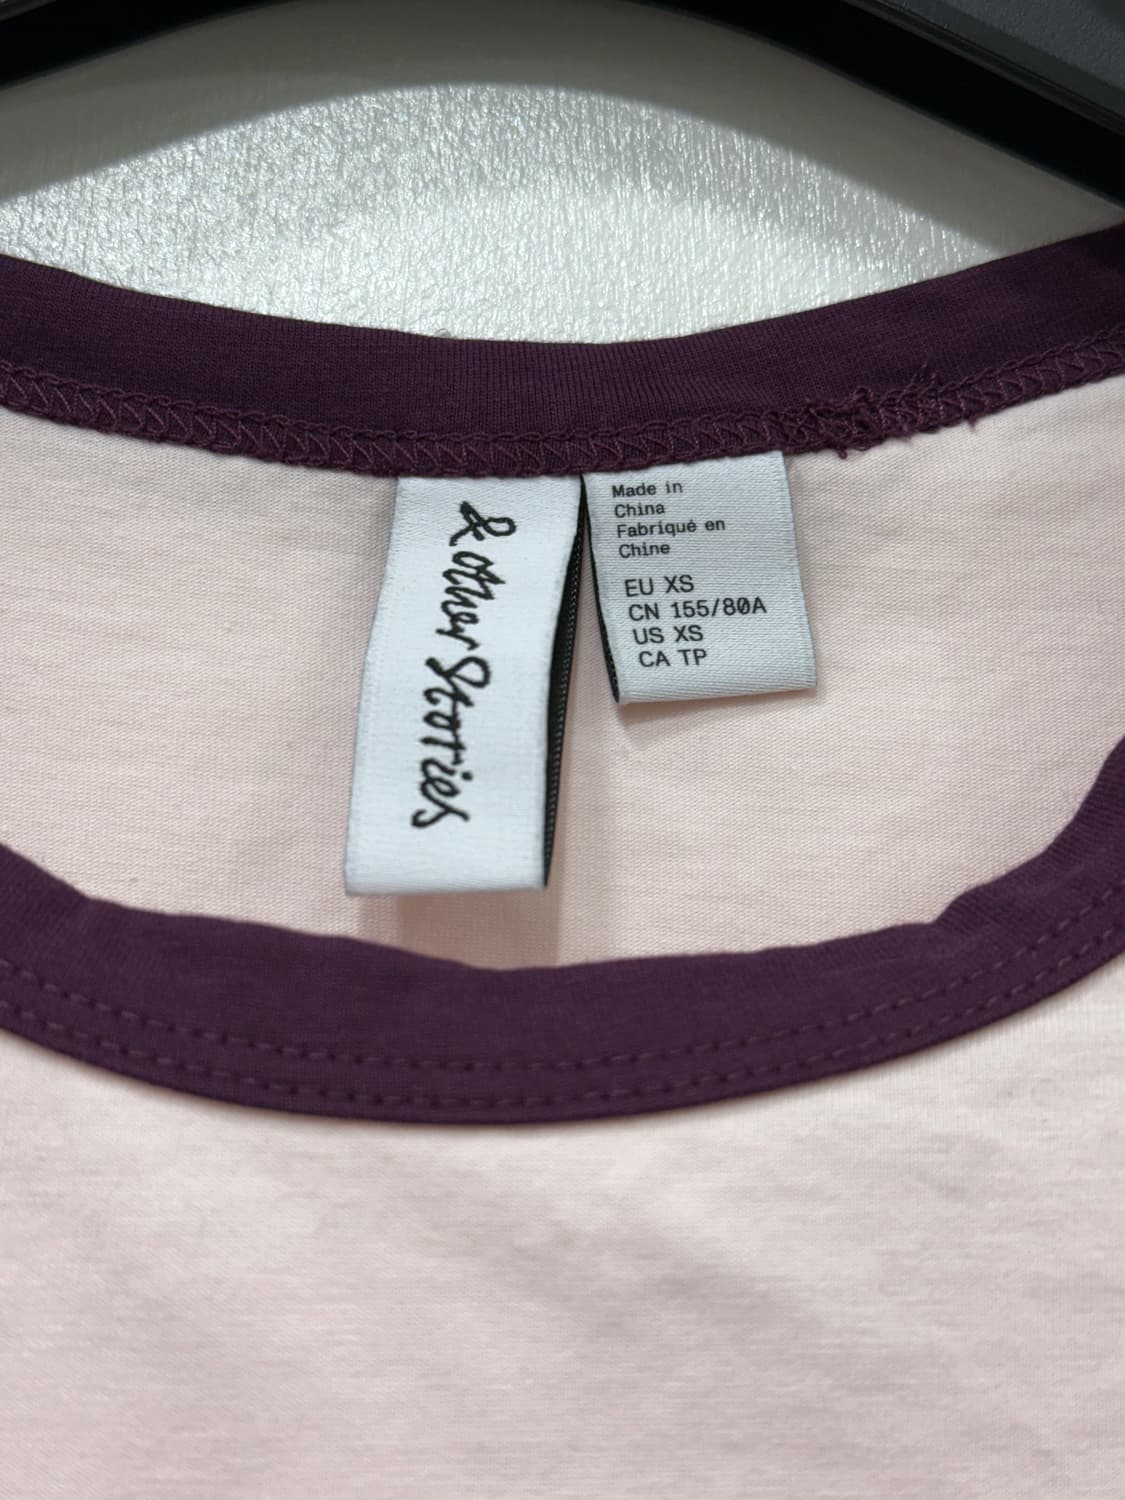 & Other Stories
Made in
China
Fabriqué en
Chine
EU XS
CN 155/80A
US XS
CA TP